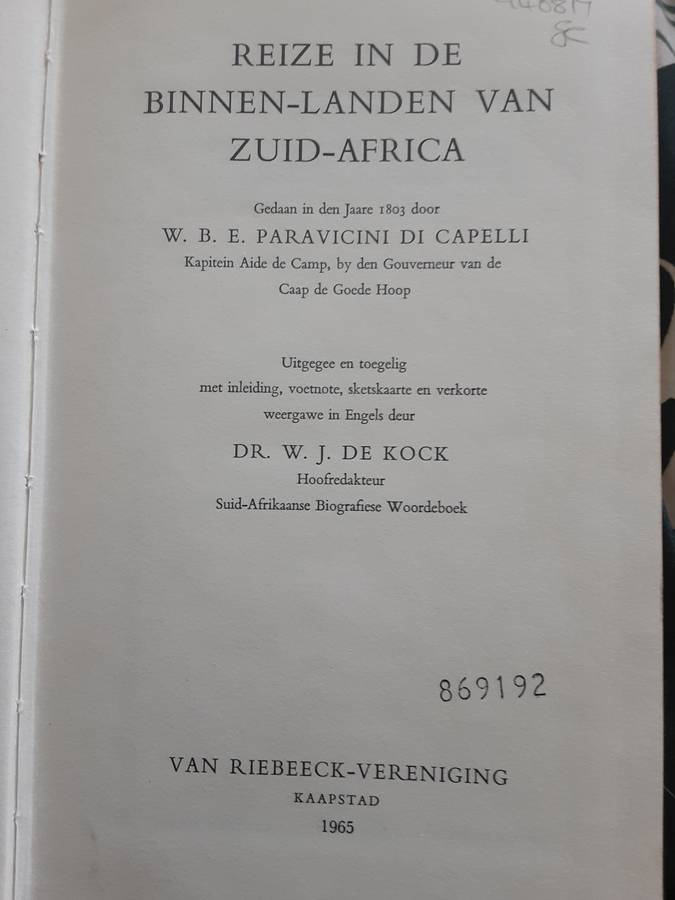 REIZE IN DE
BINNEN-LANDEN VAN
ZUID-AFRICA
Gedaan in den Jaare 1803 door
W. B. E. PARAVICINI DI CAPELLI
Kapitein Aide de Camp, by den Gouverneur van de
Caap de Goede Hoop
Uitgegee en toegelig
met inleiding, voetnote, sketskaarte en verkorte
weergawe in Engels deur
DR. W. J. DE KOCK
Hoofredakteur
Suid-Afrikaanse Biografiese Woordeboek
869192
VAN RIEBEECK-VERENIGING
KAAPSTAD
1965